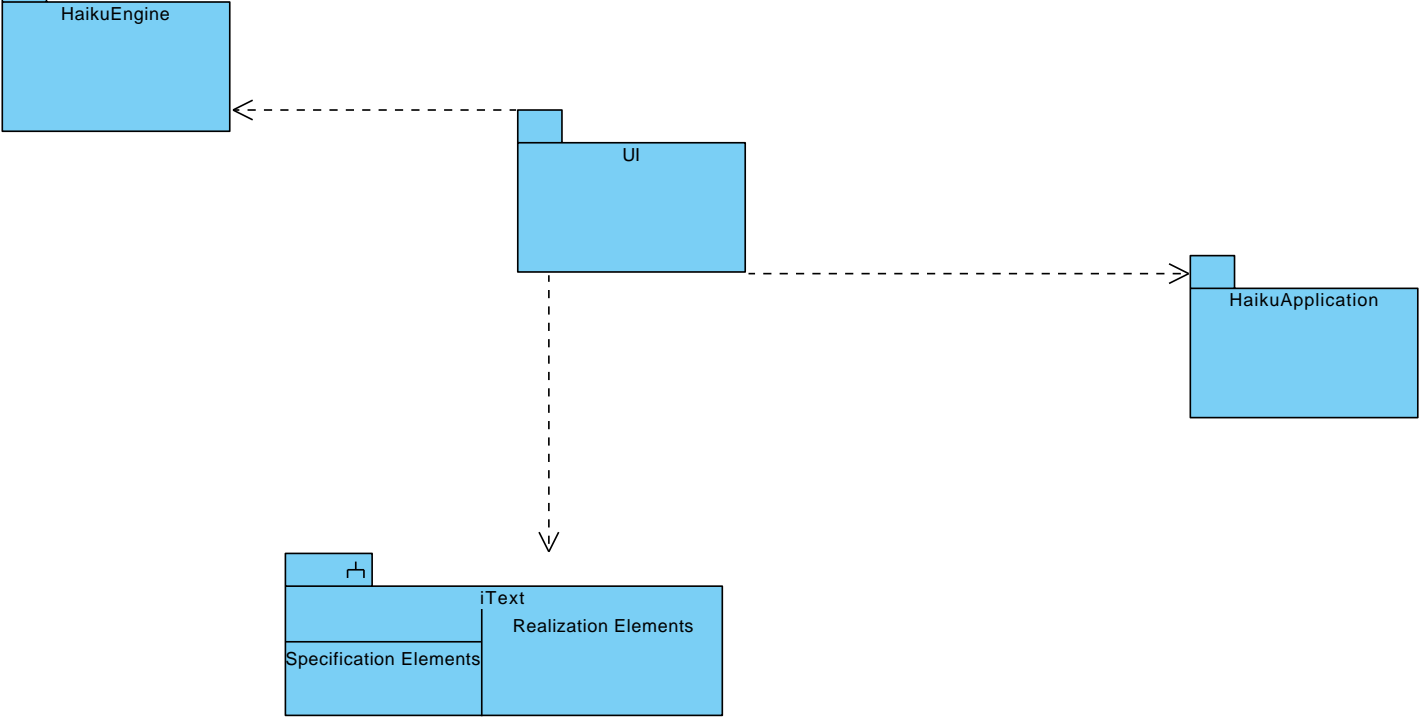 HaikuEngine
UI
HaikuApplication
iText
Realization Elements
Specification Elements